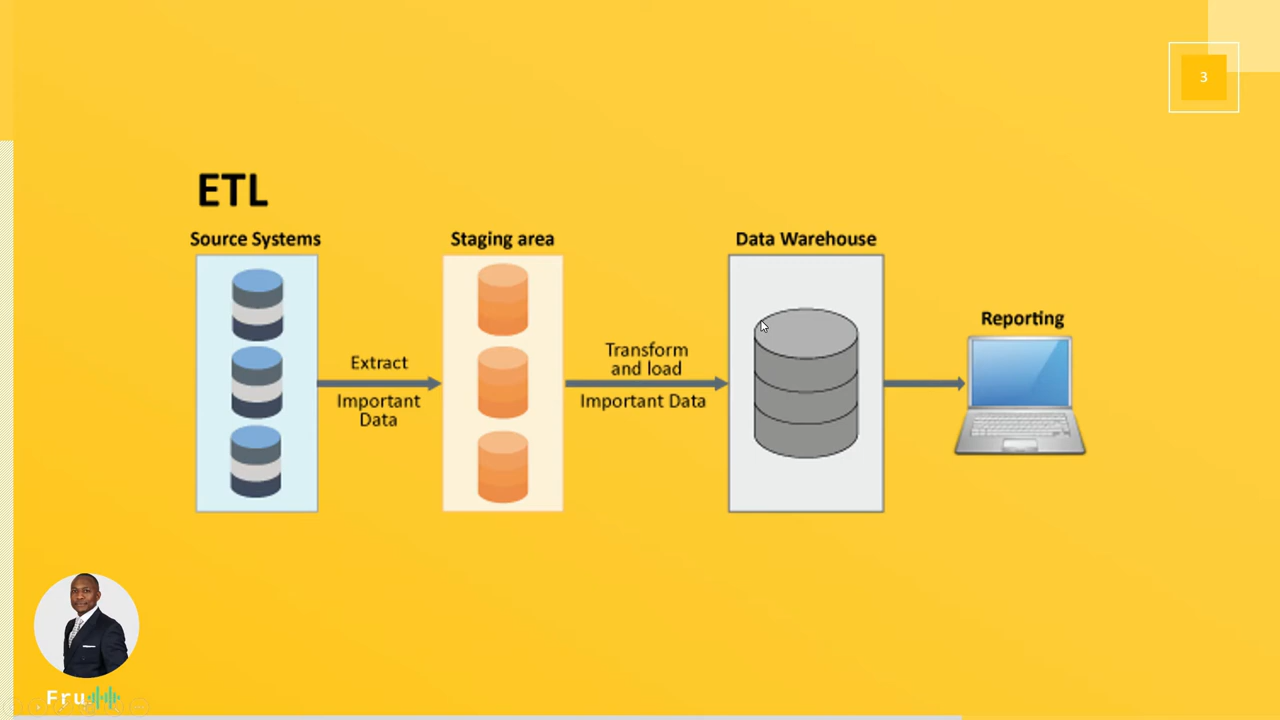 3
ETL
Source Systems
Staging area
Data Warehouse
Reporting
Extract
Important
Data
Transform
and load
Important Data
Fru